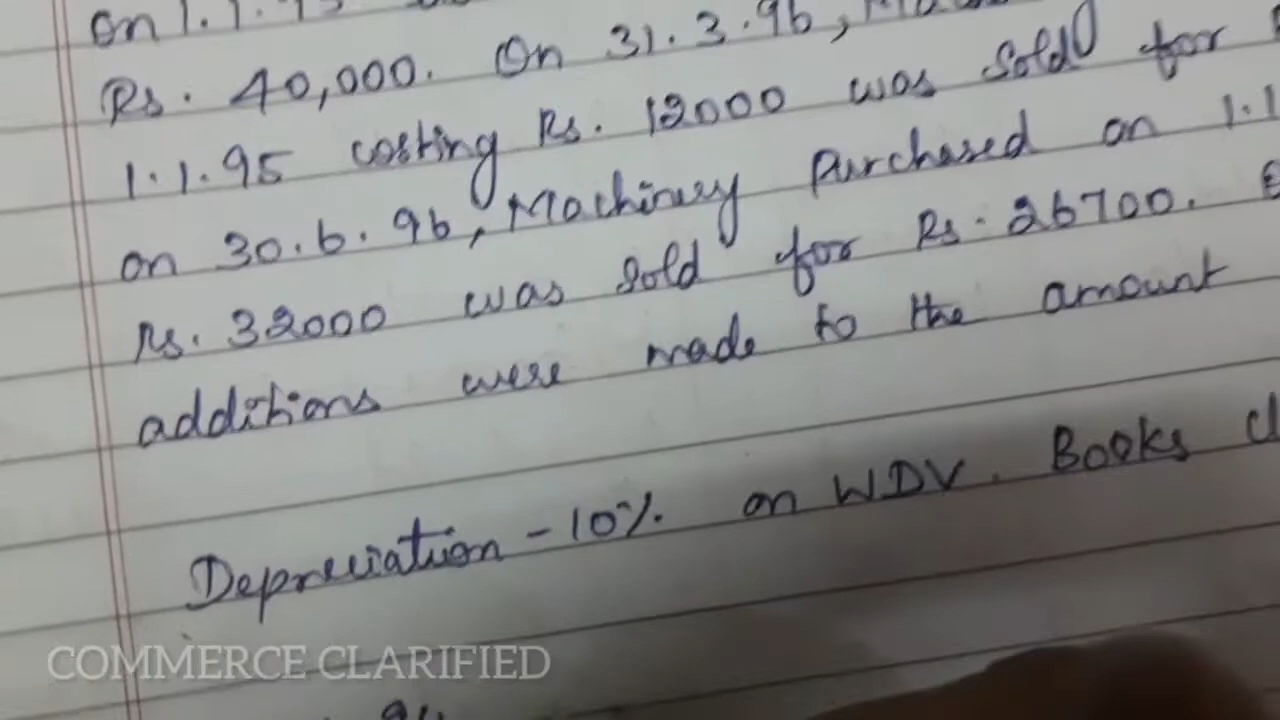 on 1.1.95
Rs. 40,000. On 31.3.96,
1.1.95 costing Rs. 12000 was sold for
on 30.6.96, Machinery purchased on 1.1
Rs. 32000 was sold for Rs. 26700.
additions were made to the amount
Depreciation - 10% on WDV. Books
COMMERCE CLARIFIED